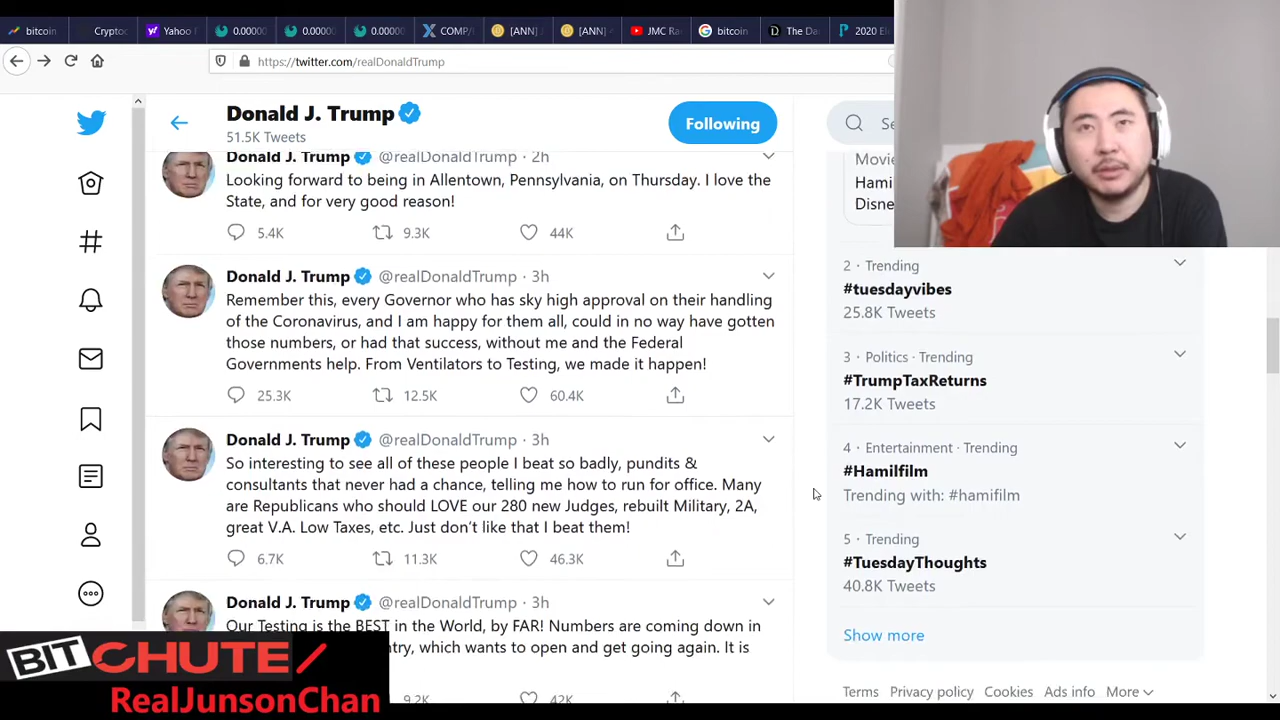 bitcoin
Cryptoc
Yahoo
0.00000
0.00000
0.00000
COMP/
[ANN]
[ANN]
JMC Ra
bitcoin
The Da
2020 El
https://twitter.com/realDonaldTrump
Donald J. Trump
51.5K Tweets
Following
Donald J. Trump @realDonaldTrump · 2h
Looking forward to being in Allentown, Pennsylvania, on Thursday. I love the
State, and for very good reason!
5.4K 9.3K 44K
Donald J. Trump @realDonaldTrump · 3h
Remember this, every Governor who has sky high approval on their handling
of the Coronavirus, and I am happy for them all, could in no way have gotten
those numbers, or had that success, without me and the Federal
Governments help. From Ventilators to Testing, we made it happen!
25.3K 12.5K 60.4K
Donald J. Trump @realDonaldTrump · 3h
So interesting to see all of these people I beat so badly, pundits &
consultants that never had a chance, telling me how to run for office. Many
are Republicans who should LOVE our 280 new Judges, rebuilt Military, 2A,
great V.A. Low Taxes, etc. Just don't like that I beat them!
6.7K 11.3K 46.3K
Donald J. Trump @realDonaldTrump · 3h
Our Testing is the BEST in the World, by FAR! Numbers are coming down in
ntry, which wants to open and get going again. It is
9.2K 42K
Se
Movie
Hami
Disne
2 · Trending
#tuesdayvibes
25.8K Tweets
3 · Politics · Trending
#TrumpTaxReturns
17.2K Tweets
4 · Entertainment · Trending
#Hamilfilm
Trending with: #hamifilm
5 · Trending
#TuesdayThoughts
40.8K Tweets
Show more
Terms Privacy policy Cookies Ads info More
BITCHUTE/
RealJunsonChan